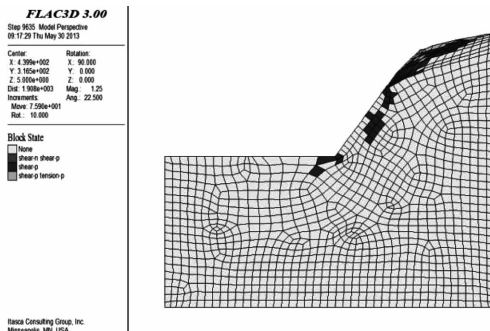 FLAC3D 3.00
Step 9635 Model Perspective
09:17:29 Thu May 30 2013
Center: Rotation:
X: 4.399e+002 X: 90.000
Y: 3.165e+002 Y: 0.000
Z: 5.000e+000 Z: 0.000
Dist: 1.908e+003 Mag.: 1.25
Increments: Ang.: 22.500
Move: 7.590e+001
Rot.: 10.000
Block State
None
shear-n shear-p
shear-p
shear-p tension-p
Itasca Consulting Group, Inc.
Minneapolis, MN USA